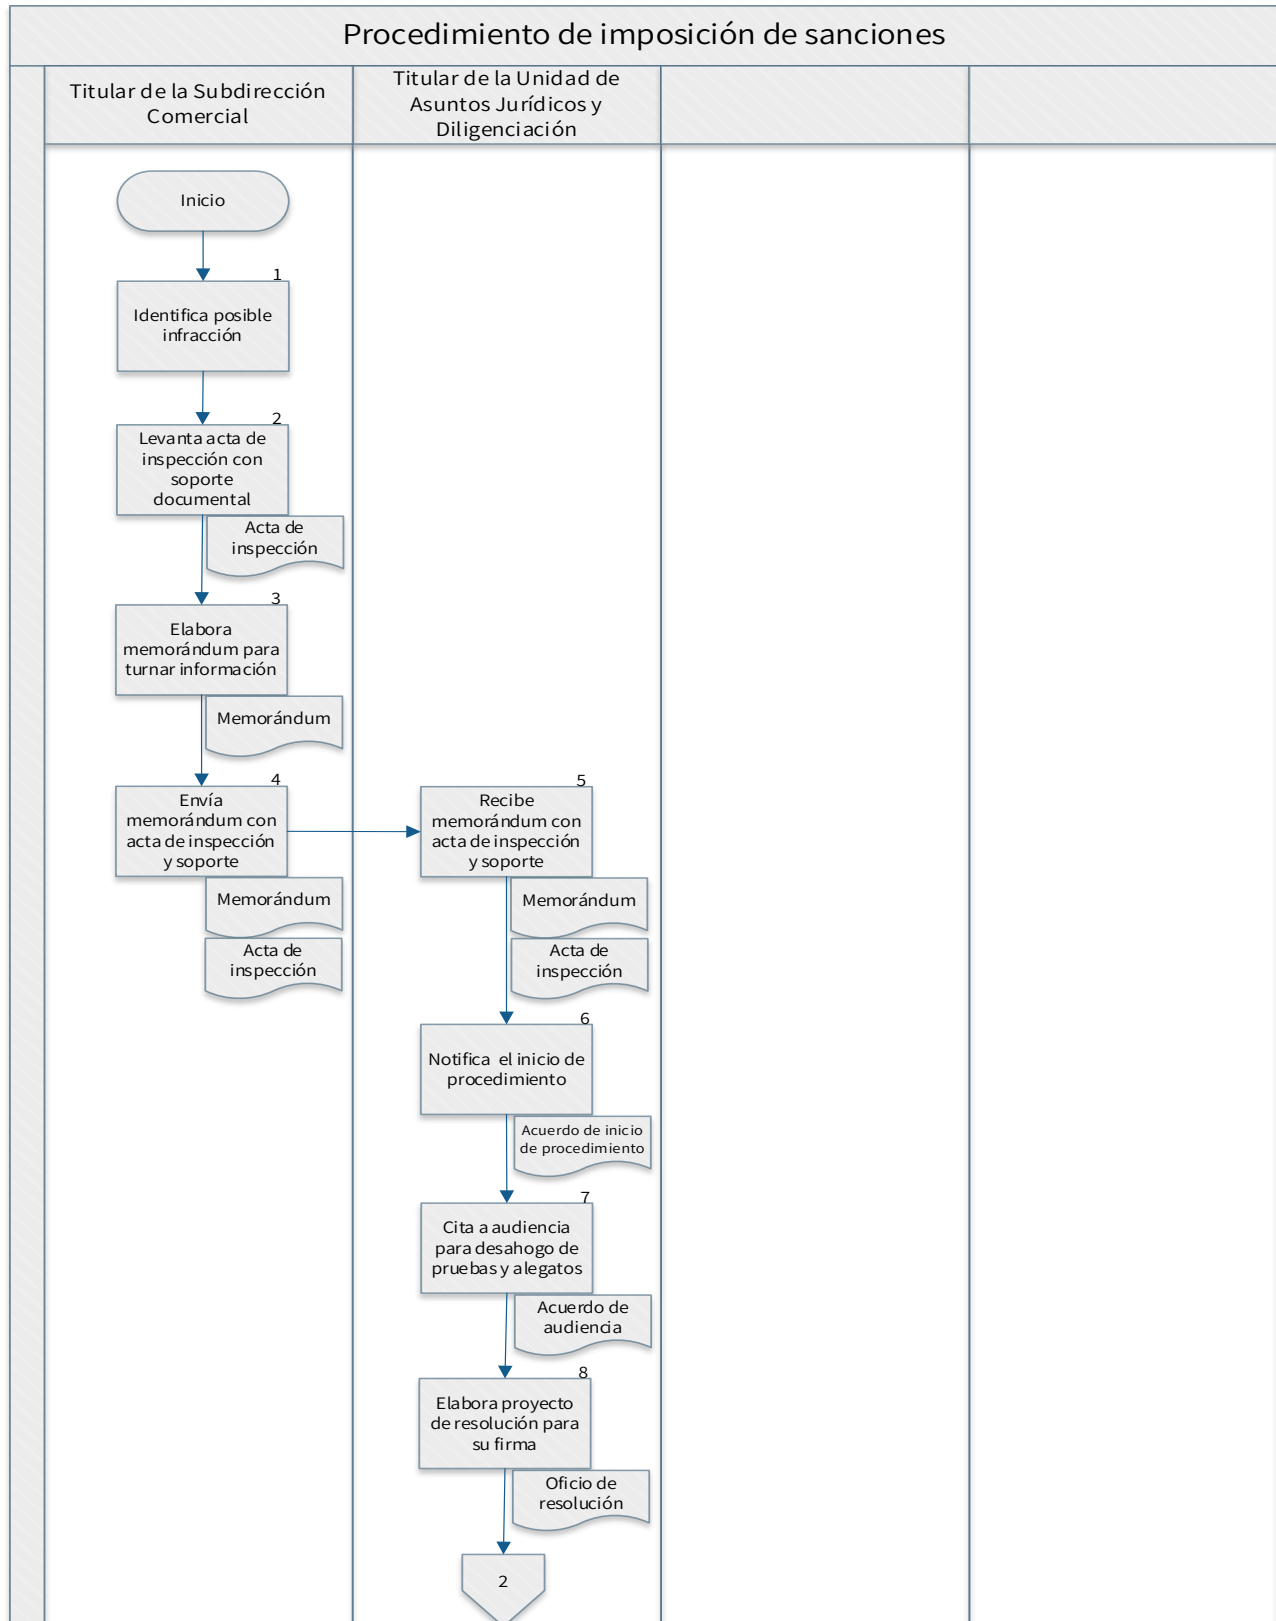 Procedimiento de imposición de sanciones
Titular de la Subdirección
Comercial
Titular de la Unidad de
Asuntos Jurídicos y
Diligenciación
Inicio
1
Identifica posible
infracción
2
Levanta acta de
inspección con
soporte
documental
Acta de
inspección
3
Elabora
memorándum para
turnar información
Memorándum
4
Envía
memorándum con
acta de inspección
y soporte
Memorándum
Acta de
inspección
5
Recibe
memorándum con
acta de inspección
y soporte
Memorándum
Acta de
inspección
6
Notifica el inicio de
procedimiento
Acuerdo de inicio
de procedimiento
7
Cita a audiencia
para desahogo de
pruebas y alegatos
Acuerdo de
audiencia
8
Elabora proyecto
de resolución para
su firma
Oficio de
resolución
2